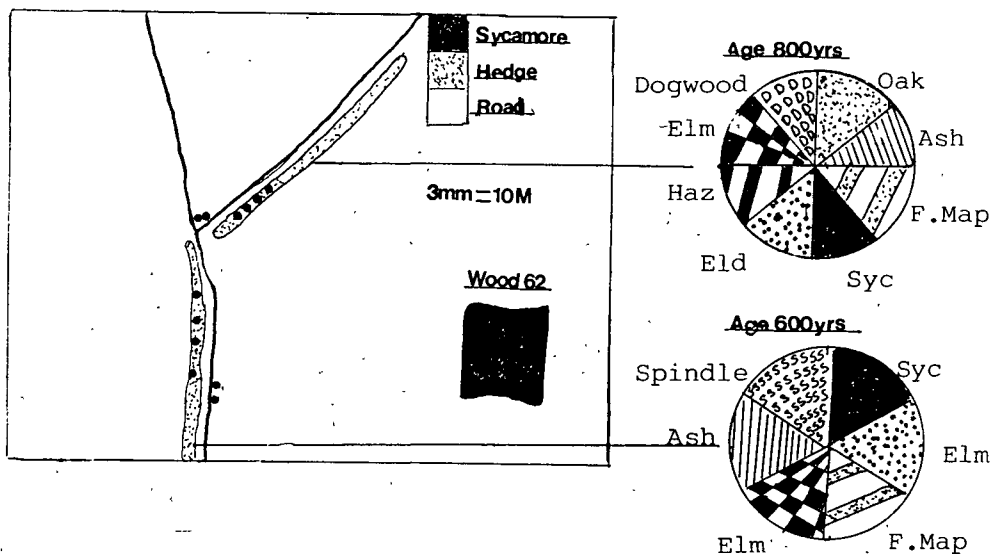 Sycamore
Hedge
Road
3mm=10M
Wood 62
Age 800yrs
Dogwood
Oak
Elm
Ash
Haz
F.Map
Eld
Syc
Age 600yrs
Spindle
Syc
Ash
Elm
Elm
F.Map